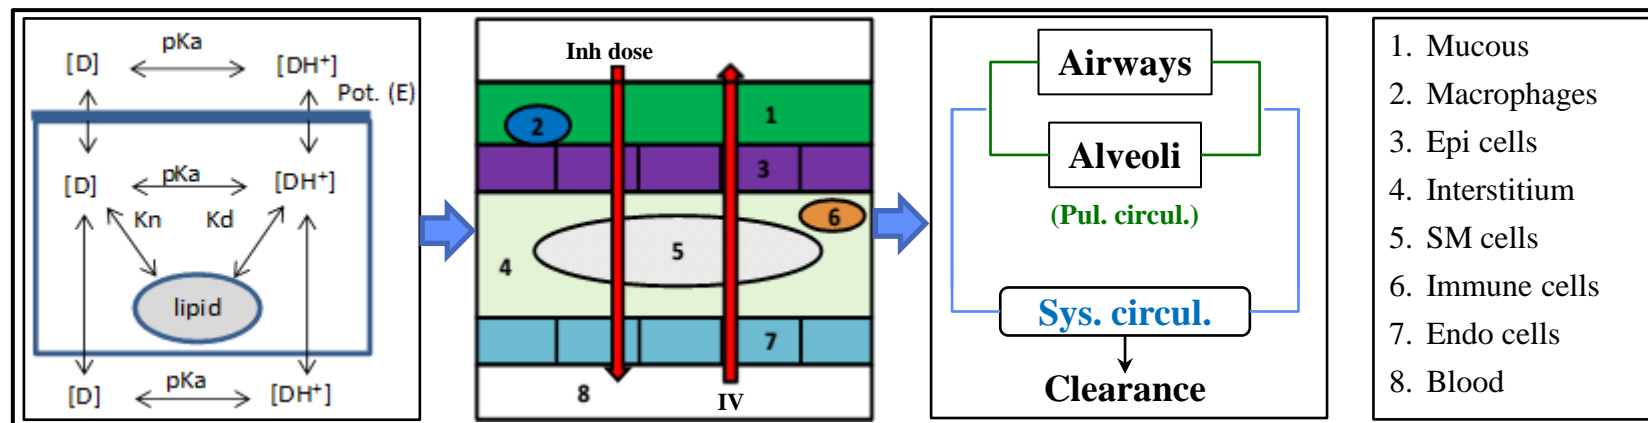 [D] pKa [DH+]
Pot. (E)
[D] pKa [DH+]
Kn Kd
lipid
[D] pKa [DH+]
Inh dose
1
2
3
6
5
4
7
8
IV
Airways
Alveoli
(Pul. circul.)
Sys. circul.
Clearance
1. Mucous
2. Macrophages
3. Epi cells
4. Interstitium
5. SM cells
6. Immune cells
7. Endo cells
8. Blood